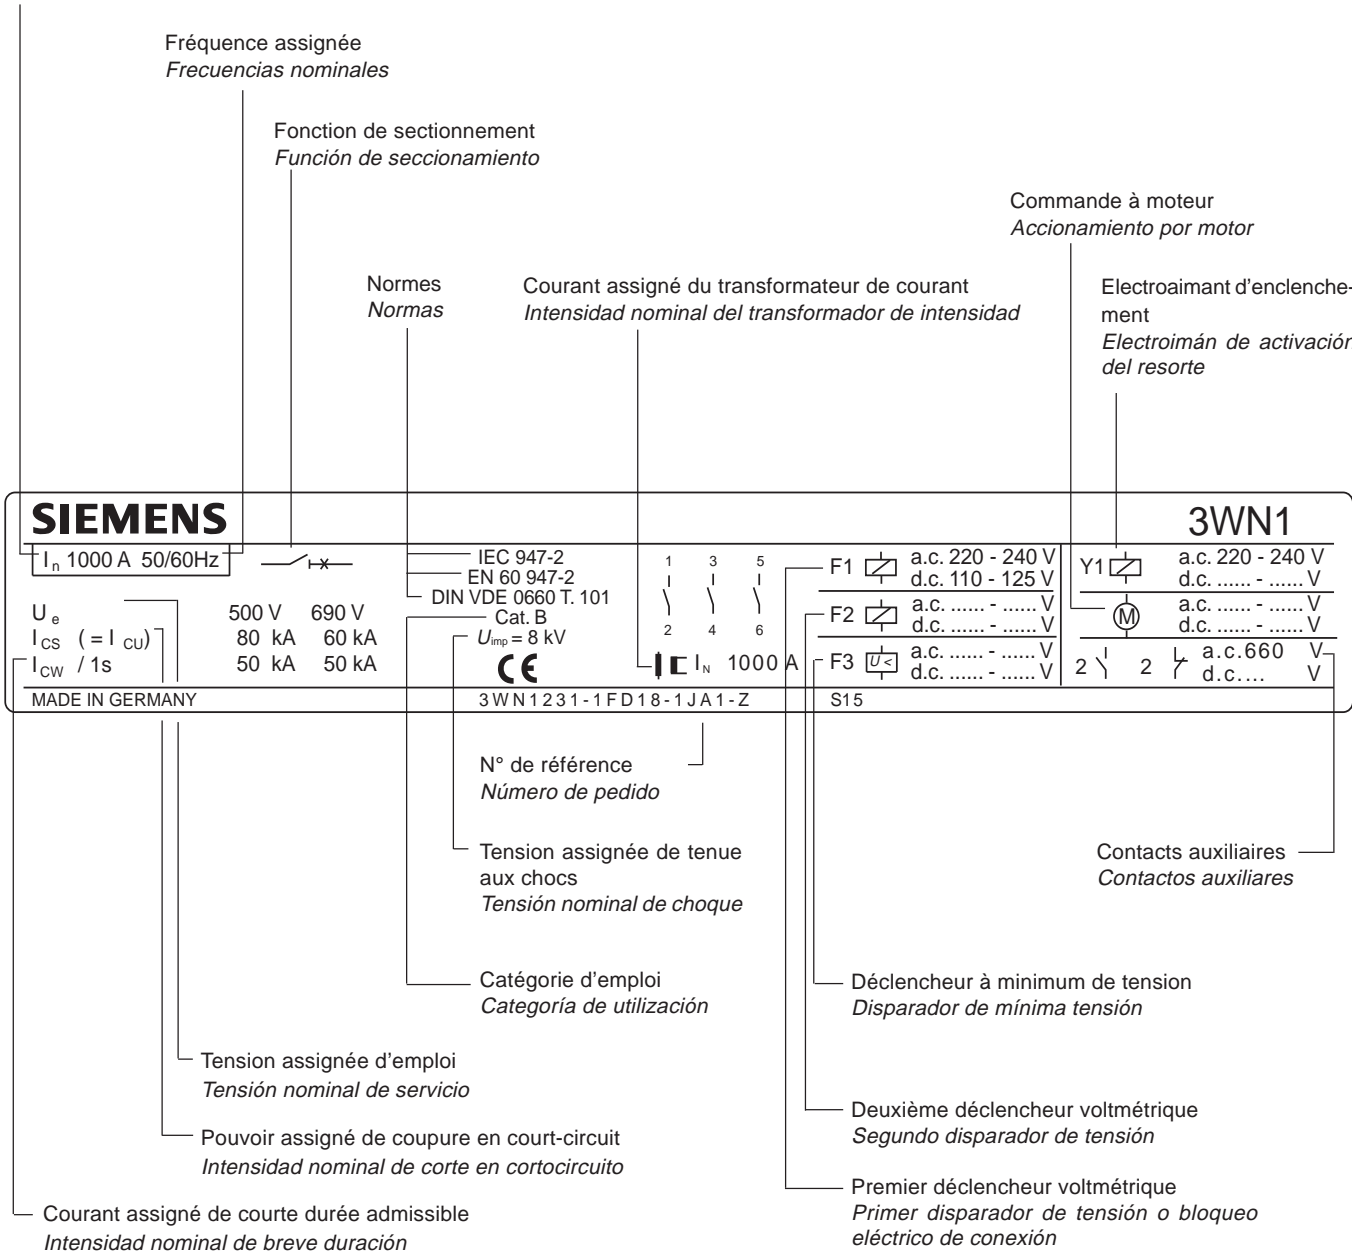 Fréquence assignée
Frecuencias nominales
Fonction de sectionnement
Función de seccionamiento
Commande à moteur
Accionamiento por motor
Normes
Normas
Courant assigné du transformateur de courant
Intensidad nominal del transformador de intensidad
Electroaimant d'enclenche-
ment
Electroimán de activación
del resorte
SIEMENS
3WN1
In 1000 A 50/60Hz
Ue 500 V 690 V
ICS (= ICU) 80 kA 60 kA
ICW / 1s 50 kA 50 kA
IEC 947-2
EN 60 947-2
DIN VDE 0660 T. 101
Cat. B
Uimp = 8 kV
CE
1 3 5
2 4 6
IN 1000 A
F1 a.c. 220 - 240 V
d.c. 110 - 125 V
F2 a.c. ...... - ...... V
d.c. ...... - ...... V
F3 U< a.c. ...... - ...... V
d.c. ...... - ...... V
Y1 a.c. 220 - 240 V
d.c. ...... - ...... V
M a.c. ...... - ...... V
d.c. ...... - ...... V
2 2 a.c.660 V
d.c.... V
MADE IN GERMANY
3WN1231-1FD18-1JA1-Z
S15
N° de référence
Número de pedido
Tension assignée de tenue
aux chocs
Tensión nominal de choque
Contacts auxiliaires
Contactos auxiliares
Catégorie d'emploi
Categoría de utilización
Déclencheur à minimum de tension
Disparador de mínima tensión
Tension assignée d'emploi
Tensión nominal de servicio
Deuxième déclencheur voltmétrique
Segundo disparador de tensión
Pouvoir assigné de coupure en court-circuit
Intensidad nominal de corte en cortocircuito
Premier déclencheur voltmétrique
Primer disparador de tensión o bloqueo
eléctrico de conexión
Courant assigné de courte durée admissible
Intensidad nominal de breve duración